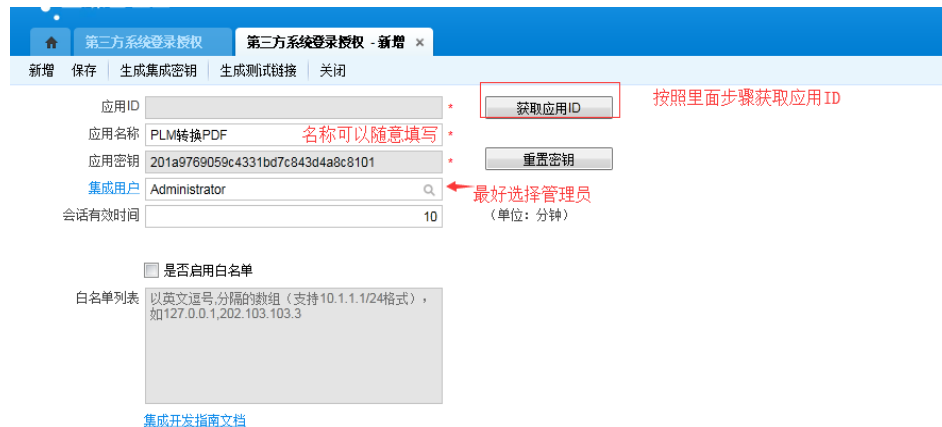 第三方系统登录授权 第三方系统登录授权 - 新增 ×
新增 保存 生成集成密钥 生成测试链接 关闭
应用ID * 获取应用ID 按照里面步骤获取应用ID
应用名称 PLM转换PDF 名称可以随意填写 *
应用密钥 201a9769059c4331bd7c843d4a8c8101 * 重置密钥
集成用户 Administrator 最好选择管理员
会话有效时间 10 (单位：分钟)
是否启用白名单
白名单列表 以英文逗号,分隔的数组（支持10.1.1.1/24格式），
如127.0.0.1,202.103.103.3
集成开发指南文档